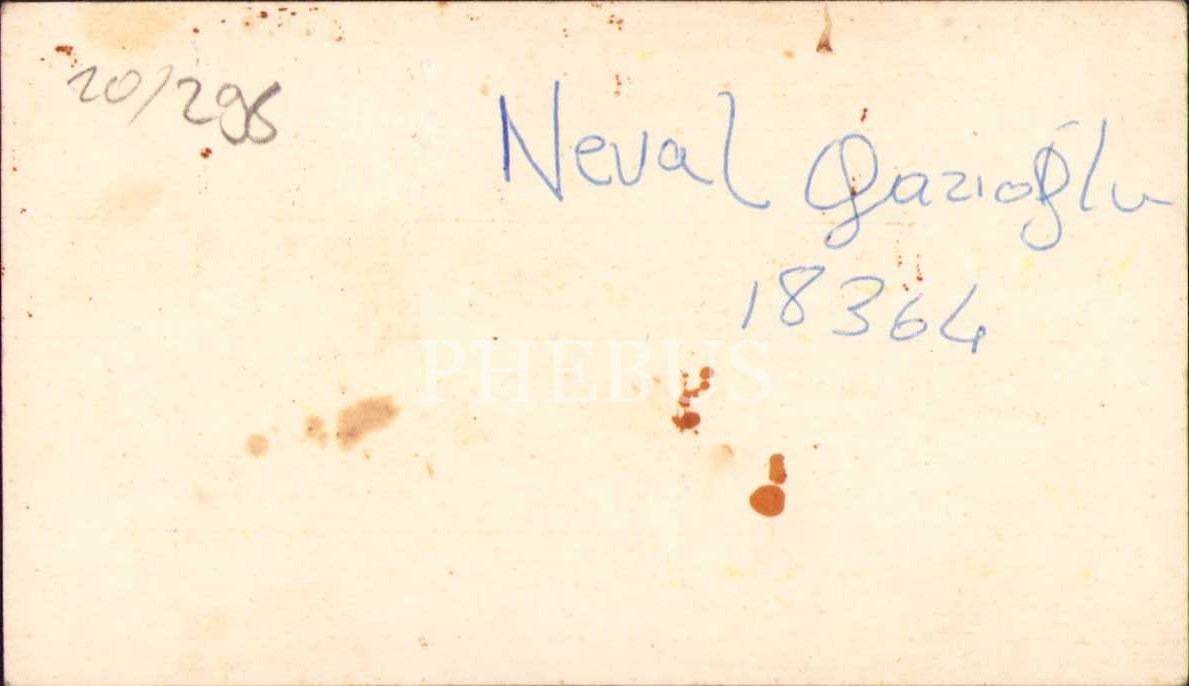 20/296
Neval Gazioğlu
18364
PHEBUS